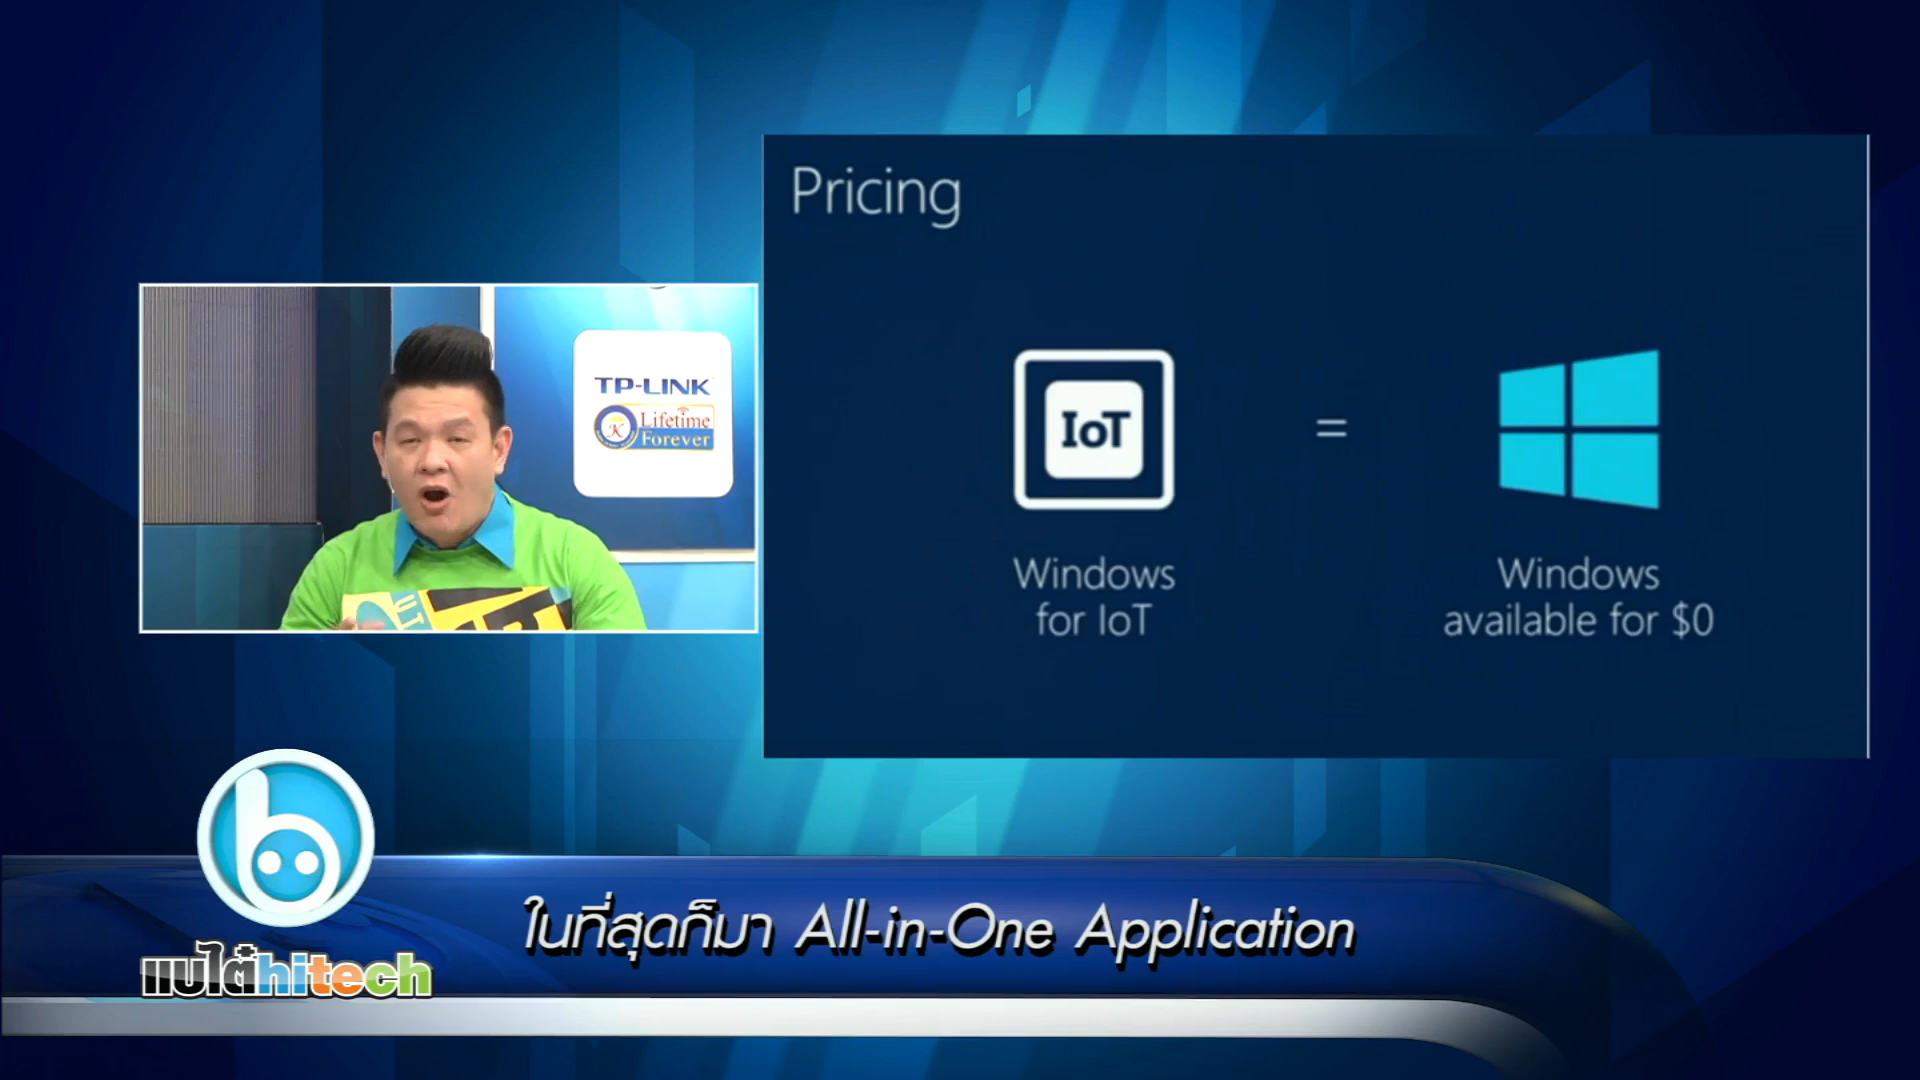 Pricing
TP-LINK
K
Lifetime
Forever
IoT
=
Windows
for IoT
Windows
available for $0
ในที่สุดก็มา All-in-One Application
แบไต๋hitech